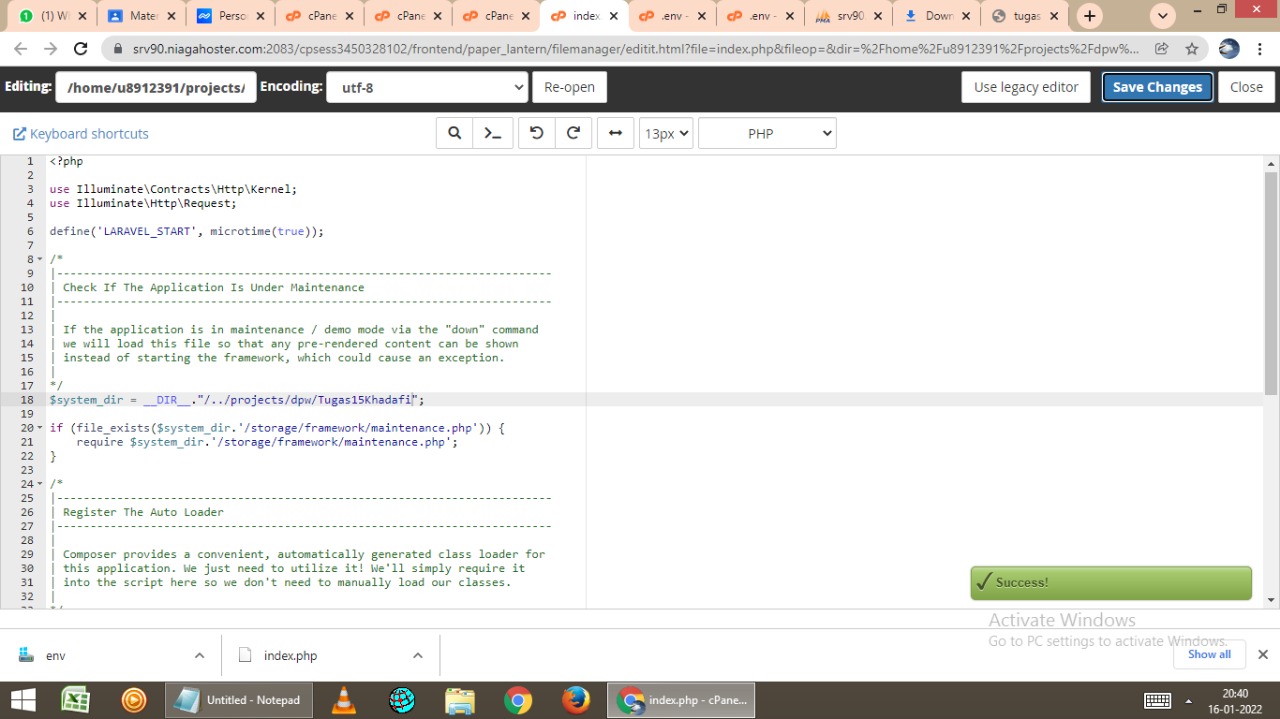 (1) W
Mate
Perso
cPane
cPane
cPane
index
.env -
.env -
srv90
Down
tugas
srv90.niagahoster.com:2083/cpsess3450328102/frontend/paper_lantern/filemanager/editit.html?file=index.php&fileop=&dir=%2Fhome%2Fu8912391%2Fprojects%2Fdpw%...
Editing:
/home/u8912391/projects/
Encoding:
utf-8
Re-open
Use legacy editor
Save Changes
Close
Keyboard shortcuts
13px
PHP
1 <?php
2
3 use Illuminate\Contracts\Http\Kernel;
4 use Illuminate\Http\Request;
5
6 define('LARAVEL_START', microtime(true));
7
8 /*
9 |--------------------------------------------------------------------------
10 | Check If The Application Is Under Maintenance
11 |--------------------------------------------------------------------------
12 |
13 | If the application is in maintenance / demo mode via the "down" command
14 | we will load this file so that any pre-rendered content can be shown
15 | instead of starting the framework, which could cause an exception.
16 |
17 */
18 $system_dir = __DIR__."/../projects/dpw/Tugas15Khadafi";
19
20 if (file_exists($system_dir.'/storage/framework/maintenance.php')) {
21     require $system_dir.'/storage/framework/maintenance.php';
22 }
23
24 /*
25 |--------------------------------------------------------------------------
26 | Register The Auto Loader
27 |--------------------------------------------------------------------------
28 |
29 | Composer provides a convenient, automatically generated class loader for
30 | this application. We just need to utilize it! We'll simply require it
31 | into the script here so we don't need to manually load our classes.
32 |
Success!
Activate Windows
Go to PC settings to activate Windows.
env
index.php
Show all
Untitled - Notepad
index.php - cPane...
20:40
16-01-2022